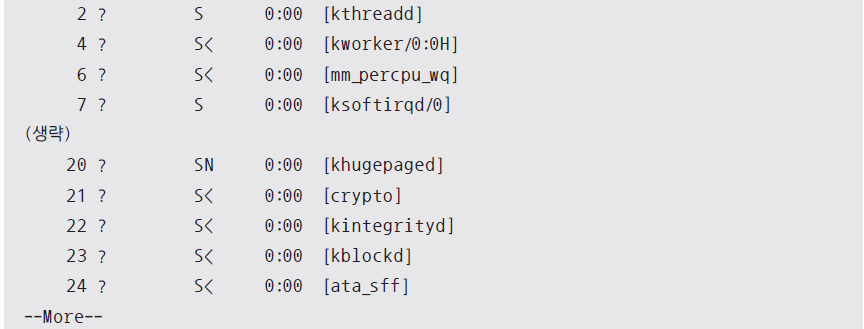 2 ? S 0:00 [kthreadd]
4 ? S< 0:00 [kworker/0:0H]
6 ? S< 0:00 [mm_percpu_wq]
7 ? S 0:00 [ksoftirqd/0]
(생략)
20 ? SN 0:00 [khugepaged]
21 ? S< 0:00 [crypto]
22 ? S< 0:00 [kintegrityd]
23 ? S< 0:00 [kblockd]
24 ? S< 0:00 [ata_sff]
--More--